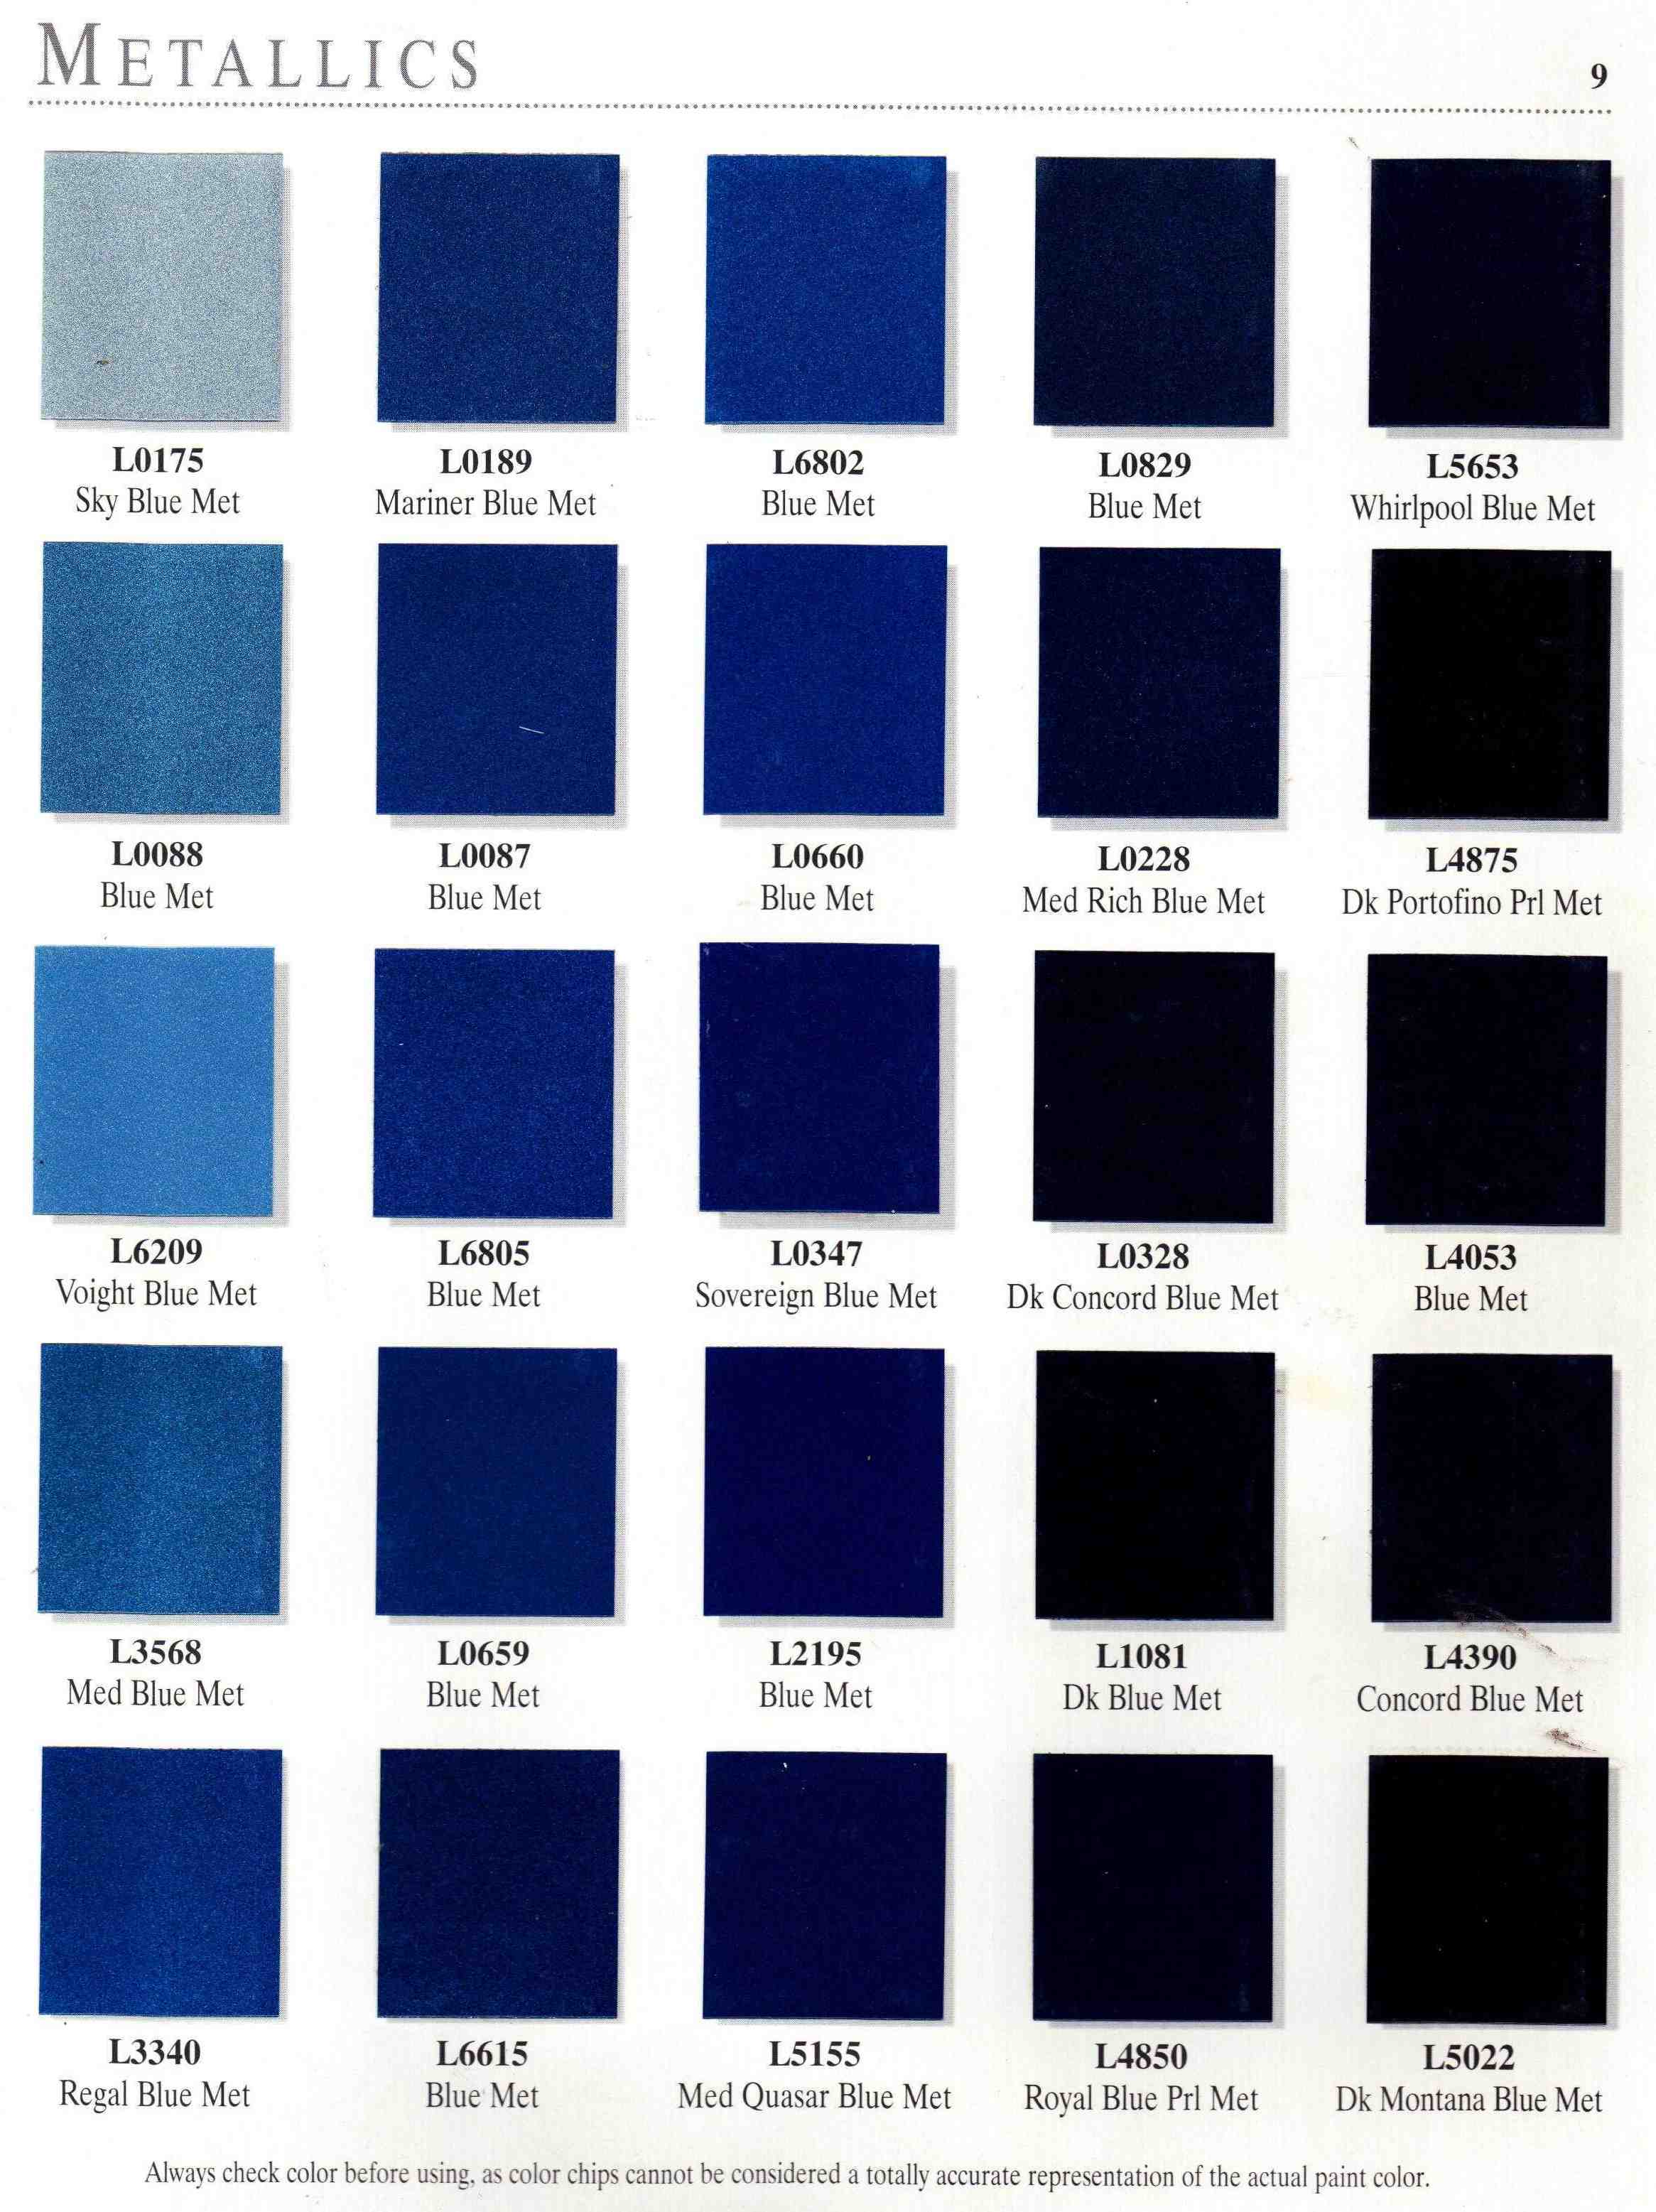 METALLICS
9
L0175
Sky Blue Met
L0189
Mariner Blue Met
L6802
Blue Met
L0829
Blue Met
L5653
Whirlpool Blue Met
L0088
Blue Met
L0087
Blue Met
L0660
Blue Met
L0228
Med Rich Blue Met
L4875
Dk Portofino Prl Met
L6209
Voight Blue Met
L6805
Blue Met
L0347
Sovereign Blue Met
L0328
Dk Concord Blue Met
L4053
Blue Met
L3568
Med Blue Met
L0659
Blue Met
L2195
Blue Met
L1081
Dk Blue Met
L4390
Concord Blue Met
L3340
Regal Blue Met
L6615
Blue Met
L5155
Med Quasar Blue Met
L4850
Royal Blue Prl Met
L5022
Dk Montana Blue Met
Always check color before using, as color chips cannot be considered a totally accurate representation of the actual paint color.